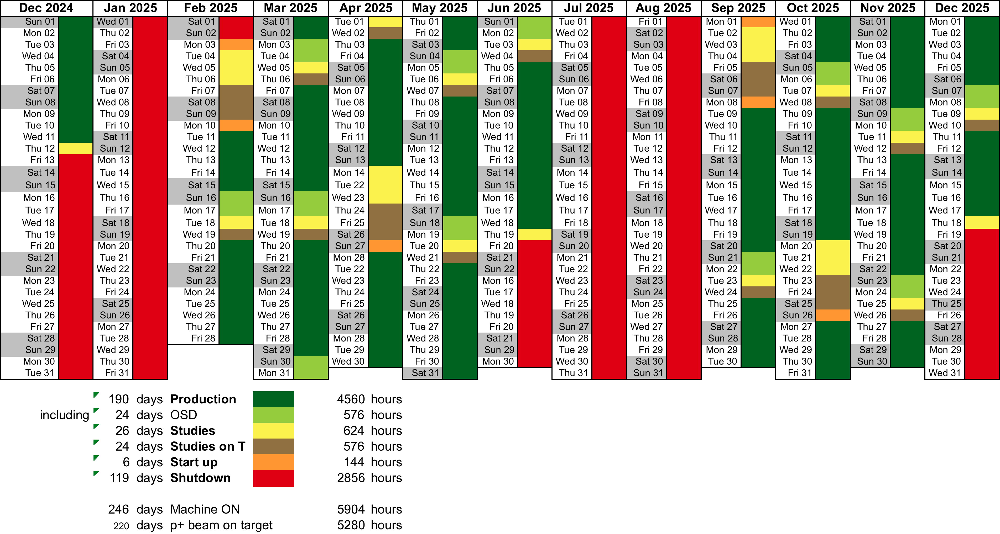 Dec 2024 Jan 2025 Feb 2025 Mar 2025 Apr 2025 May 2025 Jun 2025 Jul 2025 Aug 2025 Sep 2025 Oct 2025 Nov 2025 Dec 2025
Sun 01 Wed 01 Sat 01 Sat 01 Tue 01 Thu 01 Sun 01 Tue 01 Fri 01 Mon 01 Wed 01 Sat 01 Mon 01
Mon 02 Thu 02 Sun 02 Sun 02 Wed 02 Fri 02 Mon 02 Wed 02 Sat 02 Tue 02 Thu 02 Sun 02 Tue 02
Tue 03 Fri 03 Mon 03 Mon 03 Thu 03 Sat 03 Tue 03 Thu 03 Sun 03 Wed 03 Fri 03 Mon 03 Wed 03
Wed 04 Sat 04 Tue 04 Tue 04 Fri 04 Sun 04 Wed 04 Fri 04 Mon 04 Thu 04 Sat 04 Tue 04 Thu 04
Thu 05 Sun 05 Wed 05 Wed 05 Sat 05 Mon 05 Thu 05 Sat 05 Tue 05 Fri 05 Sun 05 Wed 05 Fri 05
Fri 06 Mon 06 Thu 06 Thu 06 Sun 06 Tue 06 Fri 06 Sun 06 Wed 06 Sat 06 Mon 06 Thu 06 Sat 06
Sat 07 Tue 07 Fri 07 Fri 07 Mon 07 Wed 07 Sat 07 Mon 07 Thu 07 Sun 07 Tue 07 Fri 07 Sun 07
Sun 08 Wed 08 Sat 08 Sat 08 Tue 08 Thu 08 Sun 08 Tue 08 Fri 08 Mon 08 Wed 08 Sat 08 Mon 08
Mon 09 Thu 09 Sun 09 Sun 09 Wed 09 Fri 09 Mon 09 Wed 09 Sat 09 Tue 09 Thu 09 Sun 09 Tue 09
Tue 10 Fri 10 Mon 10 Mon 10 Thu 10 Sat 10 Tue 10 Thu 10 Sun 10 Wed 10 Fri 10 Mon 10 Wed 10
Wed 11 Sat 11 Tue 11 Tue 11 Fri 11 Sun 11 Wed 11 Fri 11 Mon 11 Thu 11 Sat 11 Tue 11 Thu 11
Thu 12 Sun 12 Wed 12 Wed 12 Sat 12 Mon 12 Thu 12 Sat 12 Tue 12 Fri 12 Sun 12 Wed 12 Fri 12
Fri 13 Mon 13 Thu 13 Thu 13 Sun 13 Tue 13 Fri 13 Sun 13 Wed 13 Sat 13 Mon 13 Thu 13 Sat 13
Sat 14 Tue 14 Fri 14 Fri 14 Mon 14 Wed 14 Sat 14 Mon 14 Thu 14 Sun 14 Tue 14 Fri 14 Sun 14
Sun 15 Wed 15 Sat 15 Sat 15 Tue 22 Thu 15 Sun 15 Tue 15 Fri 15 Mon 15 Wed 15 Sat 15 Mon 15
Mon 16 Thu 16 Sun 16 Sun 16 Wed 23 Fri 16 Mon 16 Wed 16 Sat 16 Tue 16 Thu 16 Sun 16 Tue 16
Tue 17 Fri 17 Mon 17 Mon 17 Thu 24 Sat 17 Tue 17 Thu 17 Sun 17 Wed 17 Fri 17 Mon 17 Wed 17
Wed 18 Sat 18 Tue 18 Tue 18 Fri 25 Sun 18 Wed 18 Fri 18 Mon 18 Thu 18 Sat 18 Tue 18 Thu 18
Thu 19 Sun 19 Wed 19 Wed 19 Sat 26 Mon 19 Thu 19 Sat 19 Tue 19 Fri 19 Sun 19 Wed 19 Fri 19
Fri 20 Mon 20 Thu 20 Thu 20 Sun 27 Tue 20 Fri 20 Sun 20 Wed 20 Sat 20 Mon 20 Thu 20 Sat 20
Sat 21 Tue 21 Fri 21 Fri 21 Mon 28 Wed 21 Sat 21 Mon 21 Thu 21 Sun 21 Tue 21 Fri 21 Sun 21
Sun 22 Wed 22 Sat 22 Sat 22 Tue 22 Thu 22 Sun 22 Tue 22 Fri 22 Mon 22 Wed 22 Sat 22 Mon 22
Mon 23 Thu 23 Sun 23 Sun 23 Wed 23 Fri 23 Mon 16 Wed 23 Sat 23 Tue 23 Thu 23 Sun 23 Tue 23
Tue 24 Fri 24 Mon 24 Mon 24 Thu 24 Sat 24 Tue 17 Thu 24 Sun 24 Wed 24 Fri 24 Mon 24 Wed 24
Wed 25 Sat 25 Tue 25 Tue 25 Fri 25 Sun 25 Wed 18 Fri 25 Mon 25 Thu 25 Sat 25 Tue 25 Thu 25
Thu 26 Sun 26 Wed 26 Wed 26 Sat 26 Mon 26 Thu 19 Sat 26 Tue 26 Fri 26 Sun 26 Wed 26 Fri 26
Fri 27 Mon 27 Thu 27 Thu 27 Sun 27 Tue 27 Fri 20 Sun 27 Wed 27 Sat 27 Mon 27 Thu 27 Sat 27
Sat 28 Tue 28 Fri 28 Fri 28 Mon 28 Wed 28 Sat 21 Mon 28 Thu 28 Sun 28 Tue 28 Fri 28 Sun 28
Sun 29 Wed 29 Sat 29 Tue 29 Thu 29 Sun 29 Tue 29 Fri 29 Mon 29 Wed 29 Sat 29 Mon 29
Mon 30 Thu 30 Sun 30 Wed 30 Fri 30 Mon 30 Wed 30 Sat 30 Tue 30 Thu 30 Sun 30 Tue 30
Tue 31 Fri 31 Mon 31 Sat 31 Thu 31 Sun 31 Fri 31 Wed 31
190 days Production 4560 hours
including 24 days OSD 576 hours
26 days Studies 624 hours
24 days Studies on T 576 hours
6 days Start up 144 hours
119 days Shutdown 2856 hours
246 days Machine ON 5904 hours
220 days p+ beam on target 5280 hours